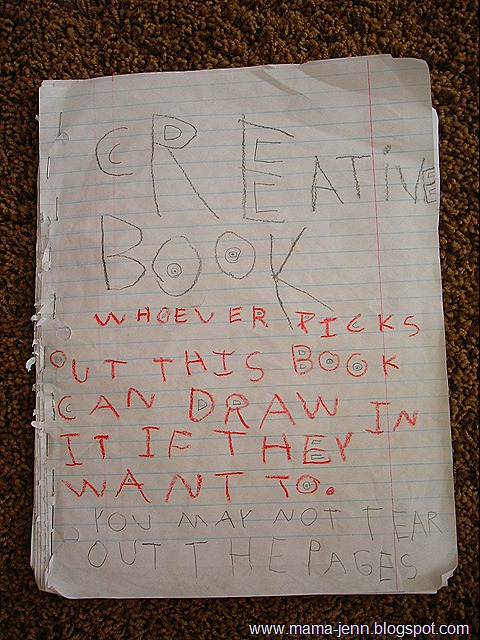 CREATiVE
BOOK
WHOEVER PICKS
OUT THIS BOOK
CAN DRAW IN
IT IF THEY
WANT TO.
YOU MAY NOT TEAR
OUT THE PAGES
www.mama-jenn.blogspot.com